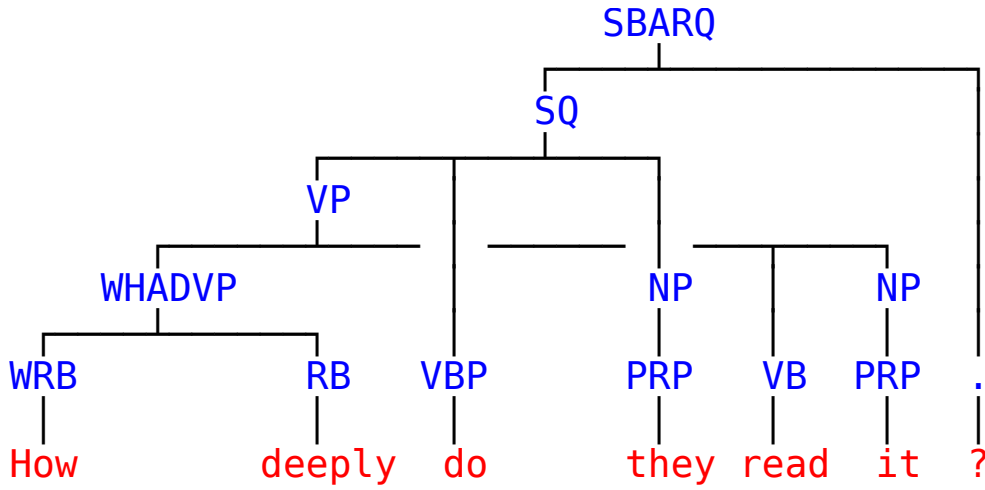 SBARQ
SQ
VP
WHADVP NP NP
WRB RB VBP PRP VB PRP .
How deeply do they read it ?